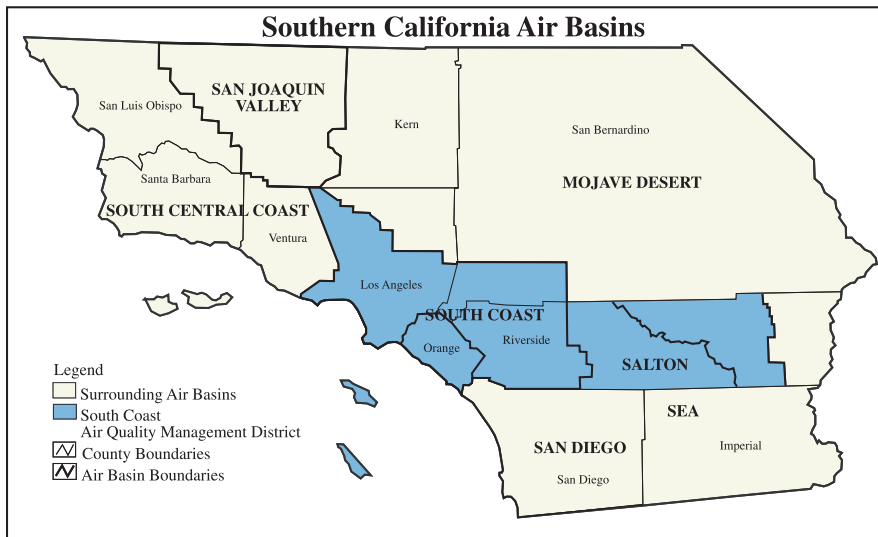 Southern California Air Basins
SAN JOAQUIN
VALLEY
San Luis Obispo
Kern
San Bernardino
Santa Barbara
MOJAVE DESERT
SOUTH CENTRAL COAST
Ventura
Los Angeles
SOUTH COAST
Orange
Riverside
SALTON
SEA
SAN DIEGO
Imperial
San Diego
Legend
Surrounding Air Basins
South Coast
Air Quality Management District
County Boundaries
Air Basin Boundaries